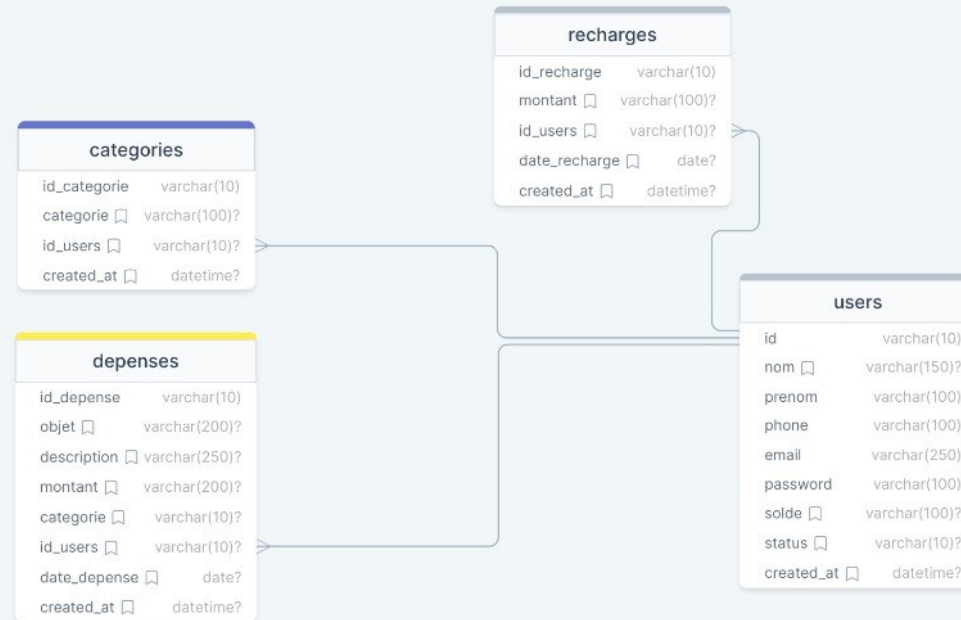 recharges
id_recharge varchar(10)
montant varchar(100)?
id_users varchar(10)?
date_recharge date?
created_at datetime?
categories
id_categorie varchar(10)
categorie varchar(100)?
id_users varchar(10)?
created_at datetime?
users
id varchar(10)
nom varchar(150)?
prenom varchar(100)
phone varchar(100)
email varchar(250)
password varchar(100)
solde varchar(100)?
status varchar(10)?
created_at datetime?
depenses
id_depense varchar(10)
objet varchar(200)?
description varchar(250)?
montant varchar(200)?
categorie varchar(10)?
id_users varchar(10)?
date_depense date?
created_at datetime?